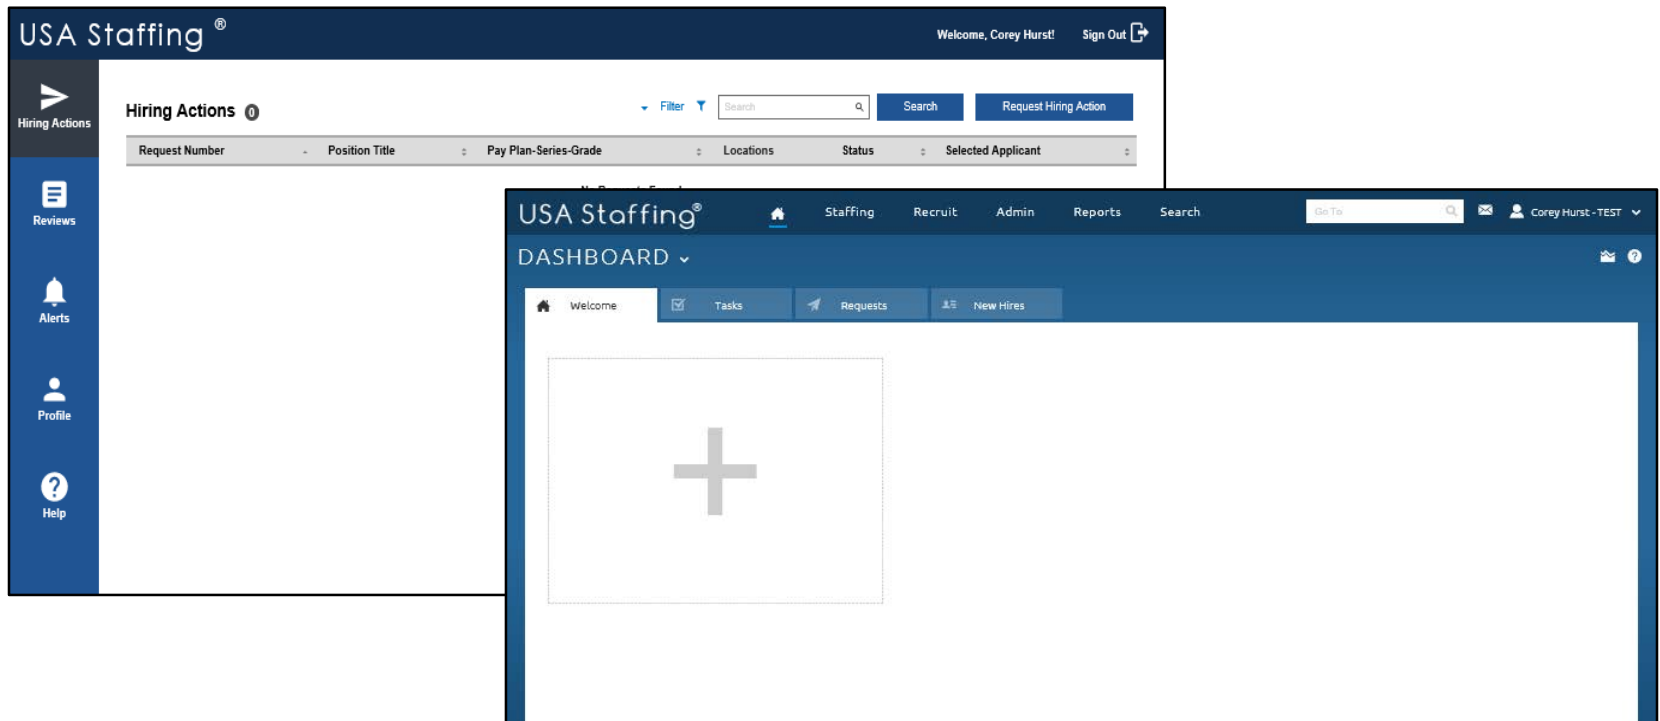 USA Staffing ®
Welcome, Corey Hurst!
Sign Out
Hiring Actions
Reviews
Alerts
Profile
? Help
Hiring Actions 0
Filter
Search
Search
Request Hiring Action
Request Number Position Title Pay Plan-Series-Grade Locations Status Selected Applicant
USA Staffing®
Staffing Recruit Admin Reports Search
Go To
Corey Hurst - TEST
DASHBOARD
?
Welcome Tasks Requests New Hires